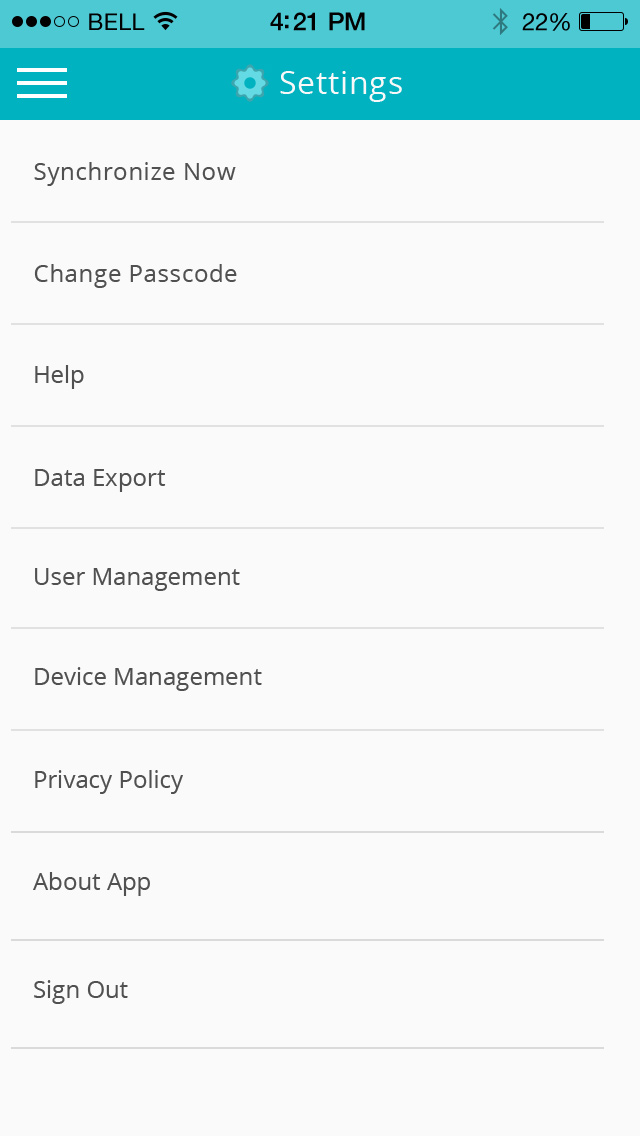 BELL 4:21 PM 22%
Settings
Synchronize Now
Change Passcode
Help
Data Export
User Management
Device Management
Privacy Policy
About App
Sign Out